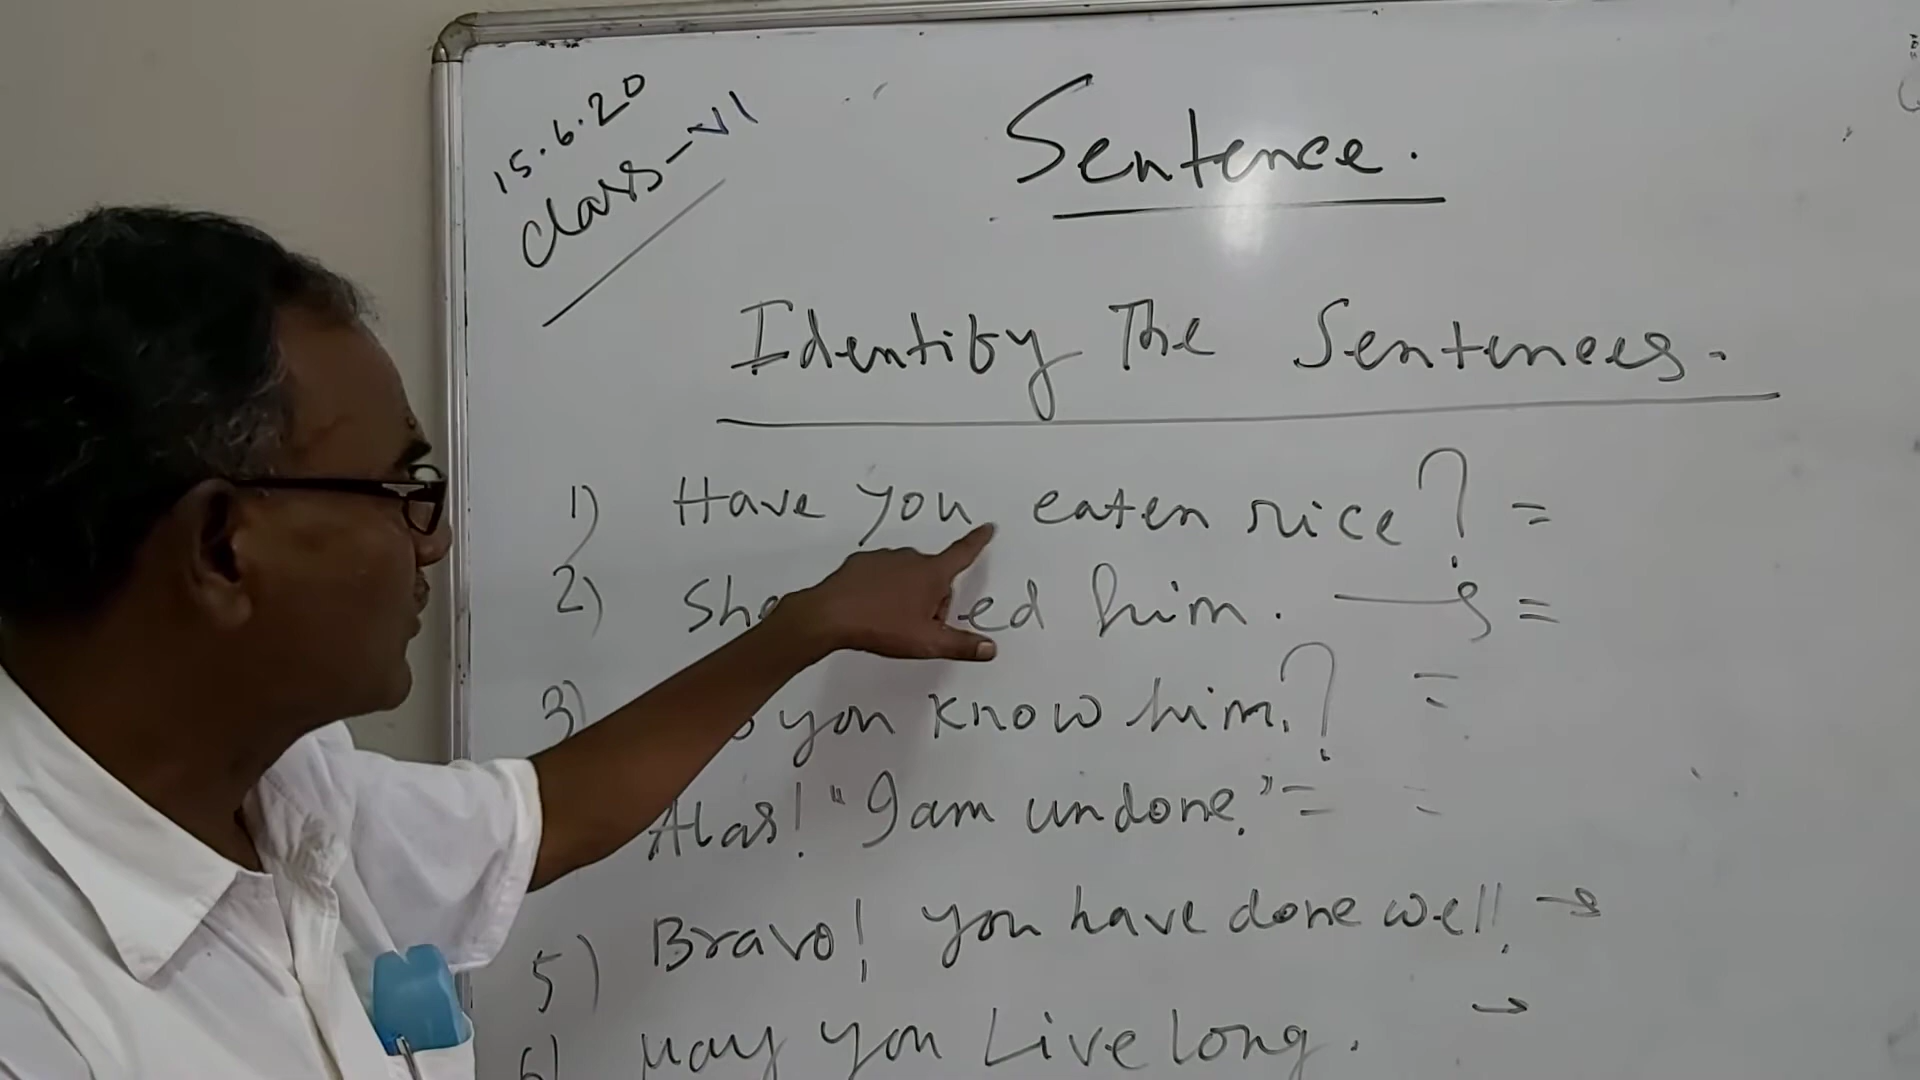 15.6.20
Class-VI
Sentence.
Identify The Sentences.
1) Have you eaten rice? =
2) She him. =
3) you know him.? =
Alas! "I am undone." = =
5) Bravo! you have done well. →
6) May you Live long. →